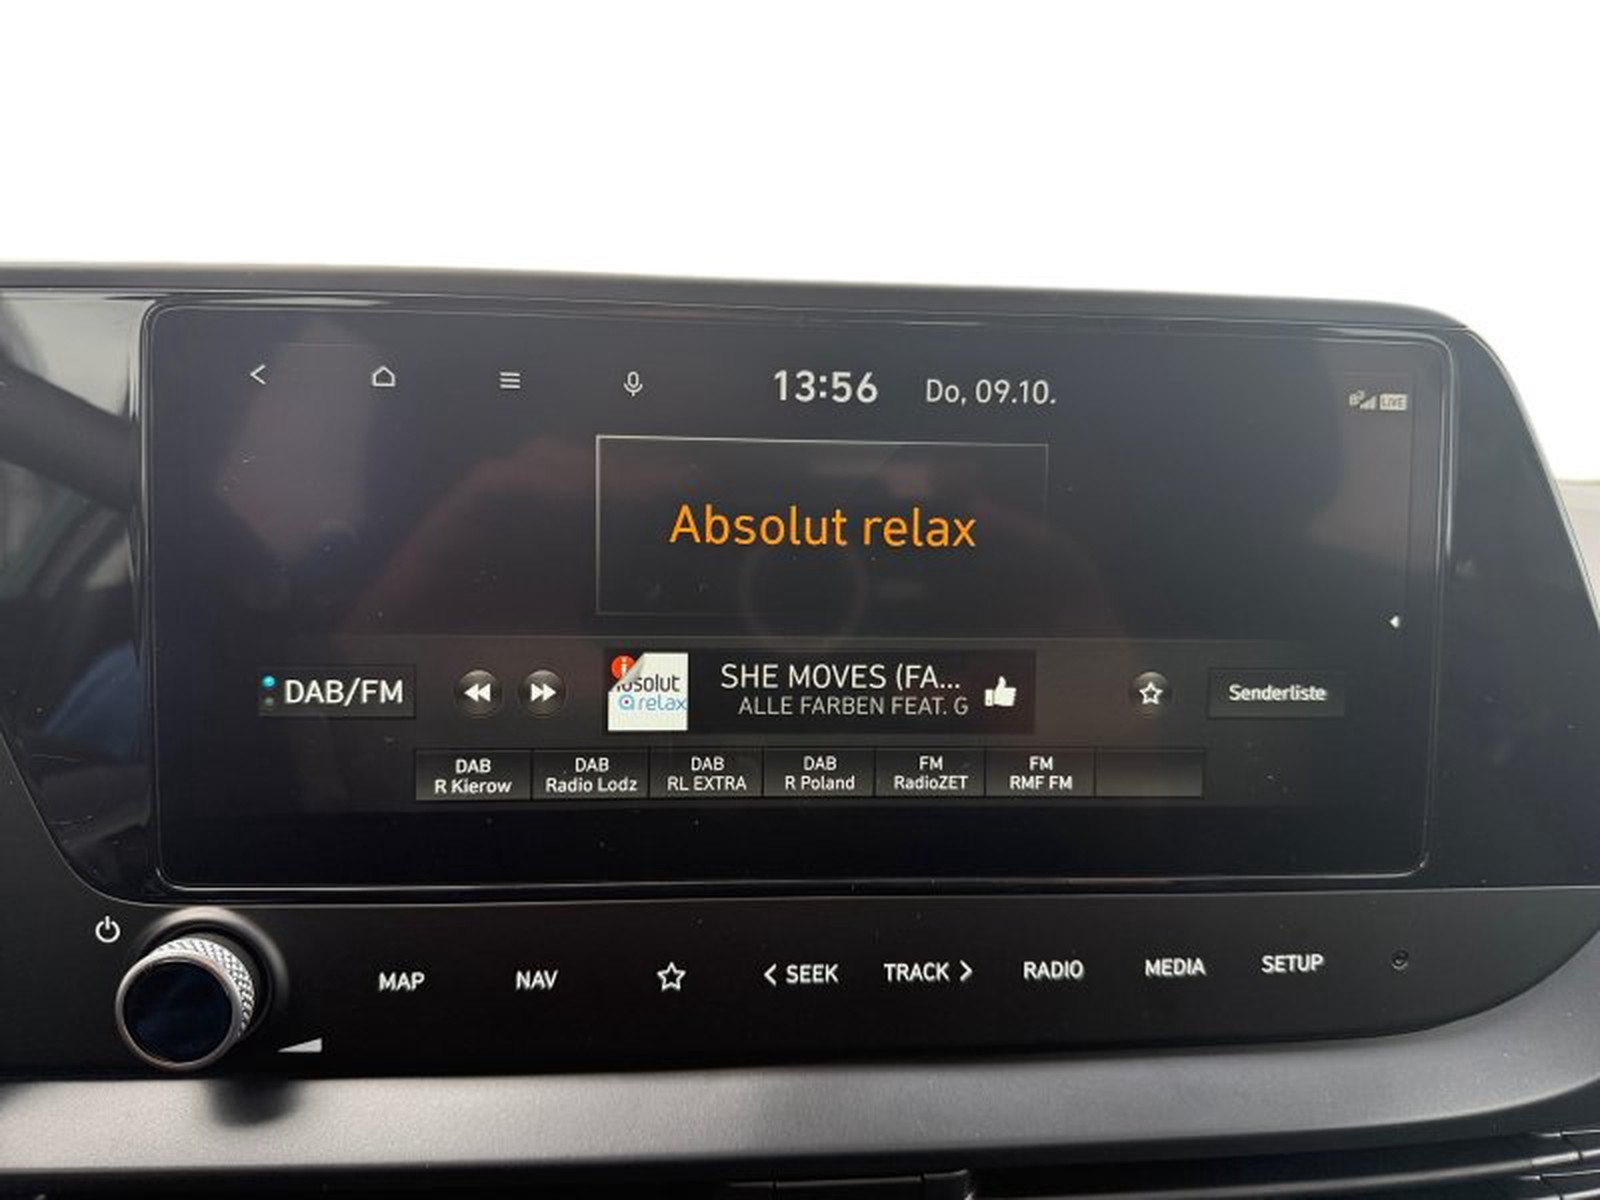 13:56 Do, 09.10.
LIVE
Absolut relax
DAB/FM
relax
SHE MOVES (FA...
ALLE FARBEN FEAT. G
Senderliste
DAB
R Kierow
DAB
Radio Lodz
DAB
RL EXTRA
DAB
R Poland
FM
RadioZET
FM
RMF FM
MAP
NAV
< SEEK
TRACK >
RADIO
MEDIA
SETUP